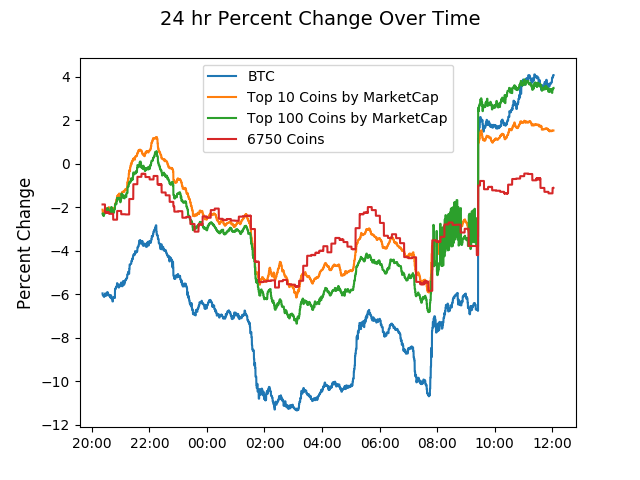 24 hr Percent Change Over Time
BTC
Top 10 Coins by MarketCap
Top 100 Coins by MarketCap
6750 Coins
Percent Change
4
2
0
−2
−4
−6
−8
−10
−12
20:00 22:00 00:00 02:00 04:00 06:00 08:00 10:00 12:00